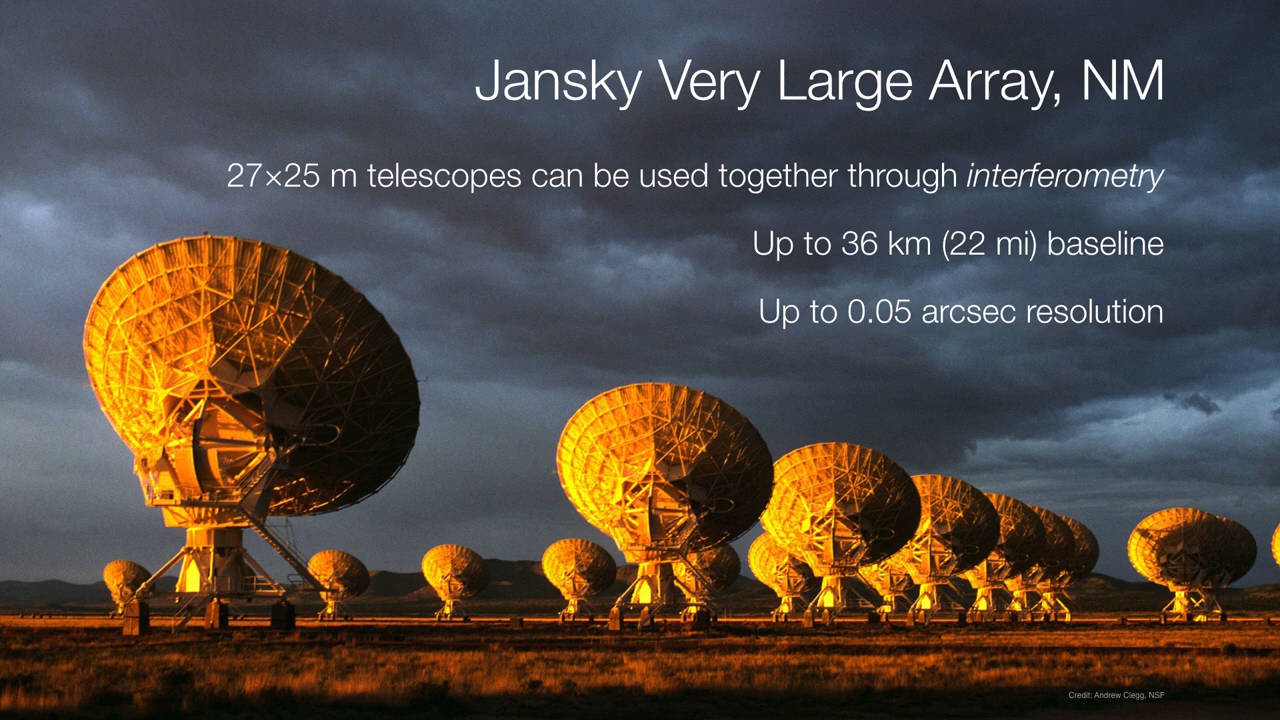 Jansky Very Large Array, NM
27×25 m telescopes can be used together through interferometry
Up to 36 km (22 mi) baseline
Up to 0.05 arcsec resolution
Credit: Andrew Clegg, NSF